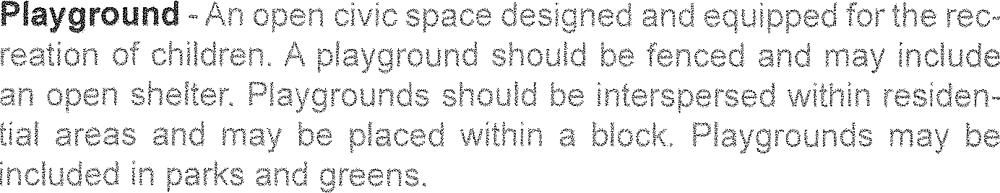 Playground - An open civic space designed and equipped for the rec-
reation of children. A playground should be fenced and may include
an open shelter. Playgrounds should be interspersed within residen-
tial areas and may be placed within a block. Playgrounds may be
included in parks and greens.